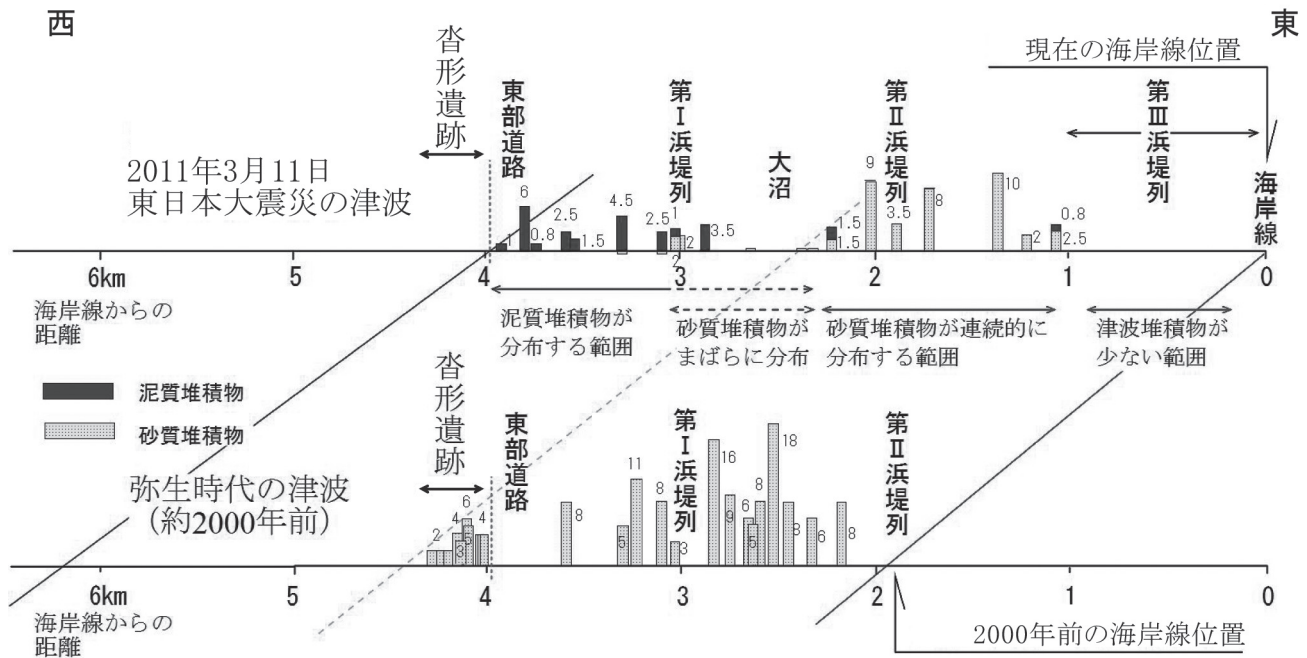 西
東
沓形遺跡
東部道路
第Ⅰ浜堤列
大沼
第Ⅱ浜堤列
現在の海岸線位置
第Ⅲ浜堤列
海岸線
2011年3月11日
東日本大震災の津波
1
6
0.8
2.5
1.5
4.5
2.5
1
2
2
3.5
1.5
1.5
9
3.5
8
10
2
0.8
2.5
6km
5
4
3
2
1
0
海岸線からの
距離
泥質堆積物が
分布する範囲
砂質堆積物が
まばらに分布
砂質堆積物が連続的に
分布する範囲
津波堆積物が
少ない範囲
泥質堆積物
砂質堆積物
沓形遺跡
東部道路
第Ⅰ浜堤列
第Ⅱ浜堤列
弥生時代の津波
(約2000年前)
2
4
3
6
5
4
8
5
11
8
3
16
9
6
5
8
18
8
6
8
6km
5
4
3
2
1
0
海岸線からの
距離
2000年前の海岸線位置